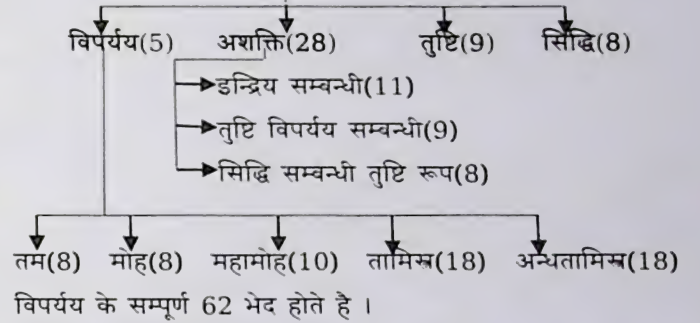 विपर्यय(5) अशक्ति(28) तुष्टि(9) सिद्धि(8)
इन्द्रिय सम्बन्धी(11)
तुष्टि विपर्यय सम्बन्धी(9)
सिद्धि सम्बन्धी तुष्टि रूप(8)
तम(8) मोह(8) महामोह(10) तामिस्त्र(18) अन्धतामिस्त्र(18)
विपर्यय के सम्पूर्ण 62 भेद होते है ।